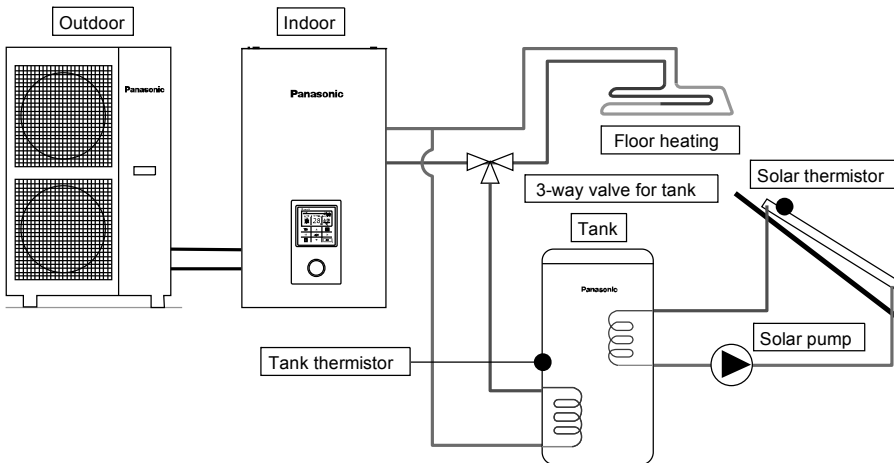 Outdoor
Indoor
Panasonic
Panasonic
Floor heating
Solar thermistor
3-way valve for tank
Tank
Panasonic
Solar pump
Tank thermistor
28